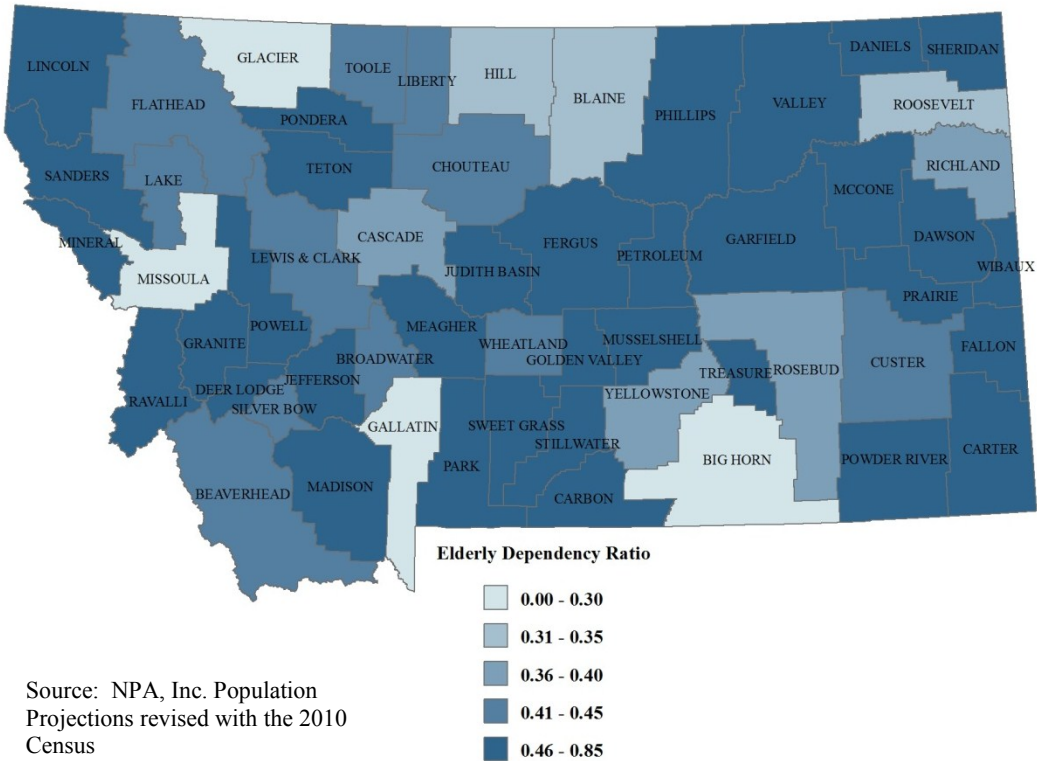 GLACIER
DANIELS
SHERIDAN
LINCOLN
TOOLE
LIBERTY
HILL
BLAINE
FLATHEAD
ROOSEVELT
PONDERA
PHILLIPS
VALLEY
TETON
CHOUTEAU
RICHLAND
SANDERS
LAKE
MCCONE
CASCADE
FERGUS
GARFIELD
DAWSON
MINERAL
LEWIS & CLARK
PETROLEUM
WIBAUX
MISSOULA
JUDITH BASIN
PRAIRIE
POWELL
MEAGHER
GRANITE
WHEATLAND
MUSSELSHELL
BROADWATER
GOLDEN VALLEY
CUSTER
FALLON
JEFFERSON
TREASURE
ROSEBUD
DEER LODGE
RAVALLI
SILVER BOW
YELLOWSTONE
GALLATIN
SWEET GRASS
STILLWATER
CARTER
PARK
BIG HORN
POWDER RIVER
BEAVERHEAD
MADISON
CARBON
Elderly Dependency Ratio
0.00 - 0.30
0.31 - 0.35
0.36 - 0.40
0.41 - 0.45
0.46 - 0.85
Source: NPA, Inc. Population
Projections revised with the 2010
Census